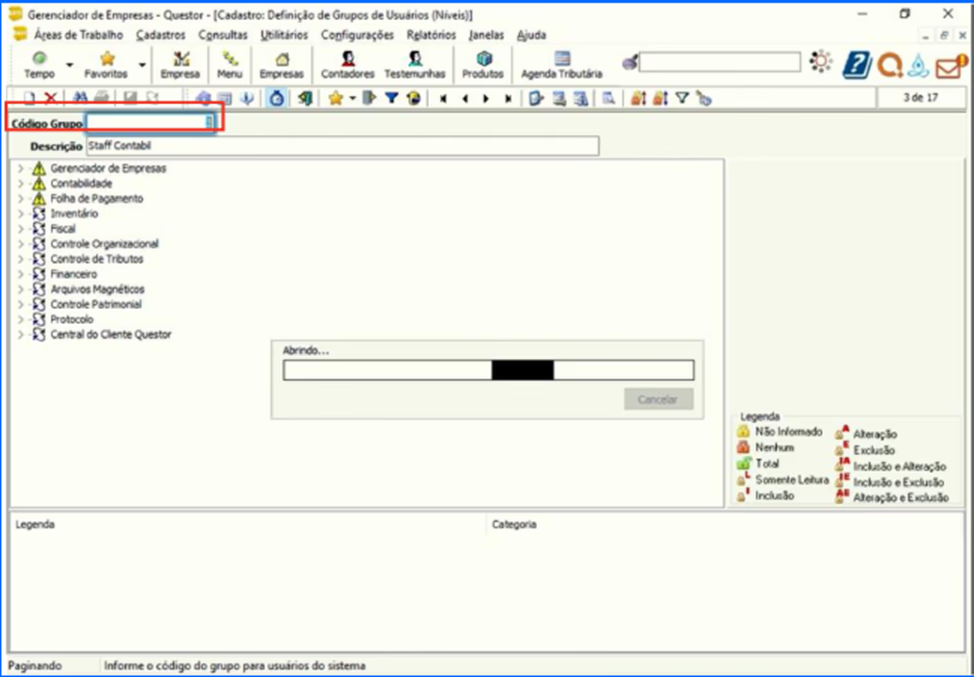 Gerenciador de Empresas - Questor - [Cadastro: Definição de Grupos de Usuários (Níveis)]
Áreas de Trabalho Cadastros Consultas Utilitários Configurações Relatórios Janelas Ajuda
Tempo Favoritos Empresa Menu Empresas Contadores Testemunhas Produtos Agenda Tributária
3 de 17
Código Grupo
Descrição Staff Contabil
Gerenciador de Empresas
Contabilidade
Folha de Pagamento
Inventário
Fiscal
Controle Organizacional
Controle de Tributos
Financeiro
Arquivos Magnéticos
Controle Patrimonial
Protocolo
Central do Cliente Questor
Abrindo...
Cancelar
Legenda
Não Informado A Alteração
Nenhum E Exclusão
Total IA Inclusão e Alteração
L Somente Leitura IE Inclusão e Exclusão
I Inclusão AE Alteração e Exclusão
Legenda Categoria
Paginando Informe o código do grupo para usuários do sistema